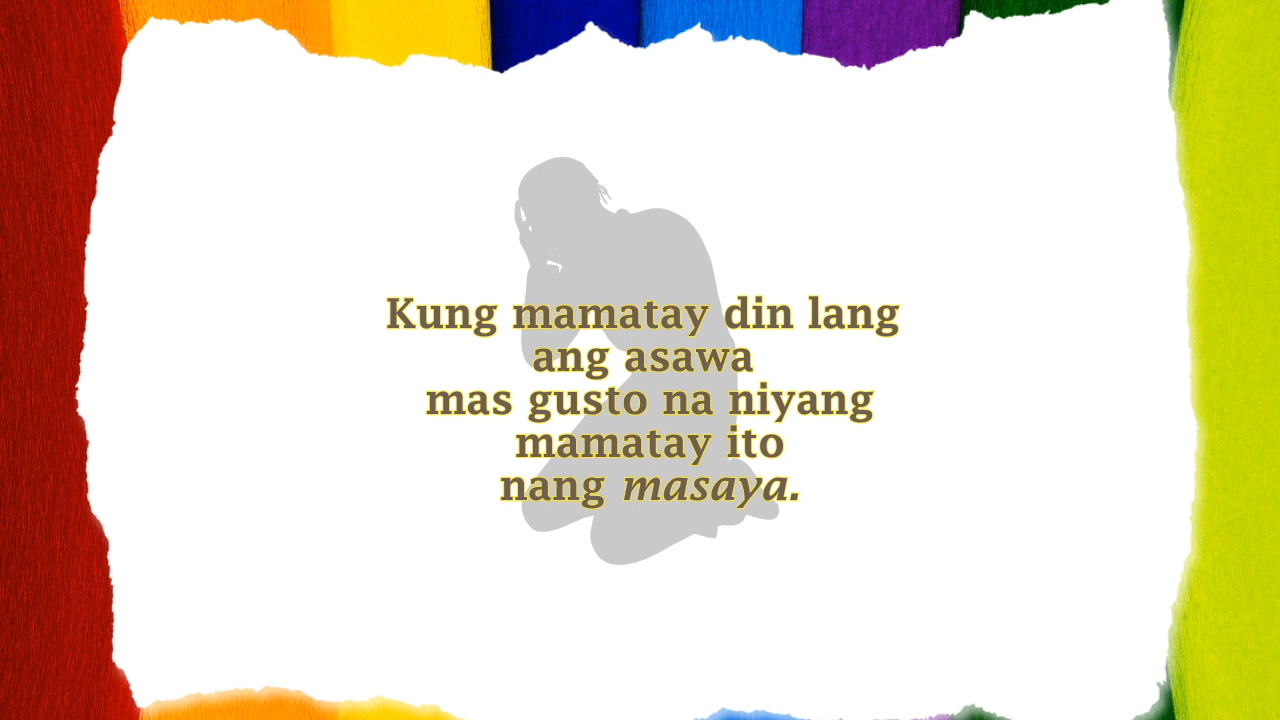 Kung mamatay din lang
ang asawa
mas gusto na niyang
mamatay ito
nang masaya.